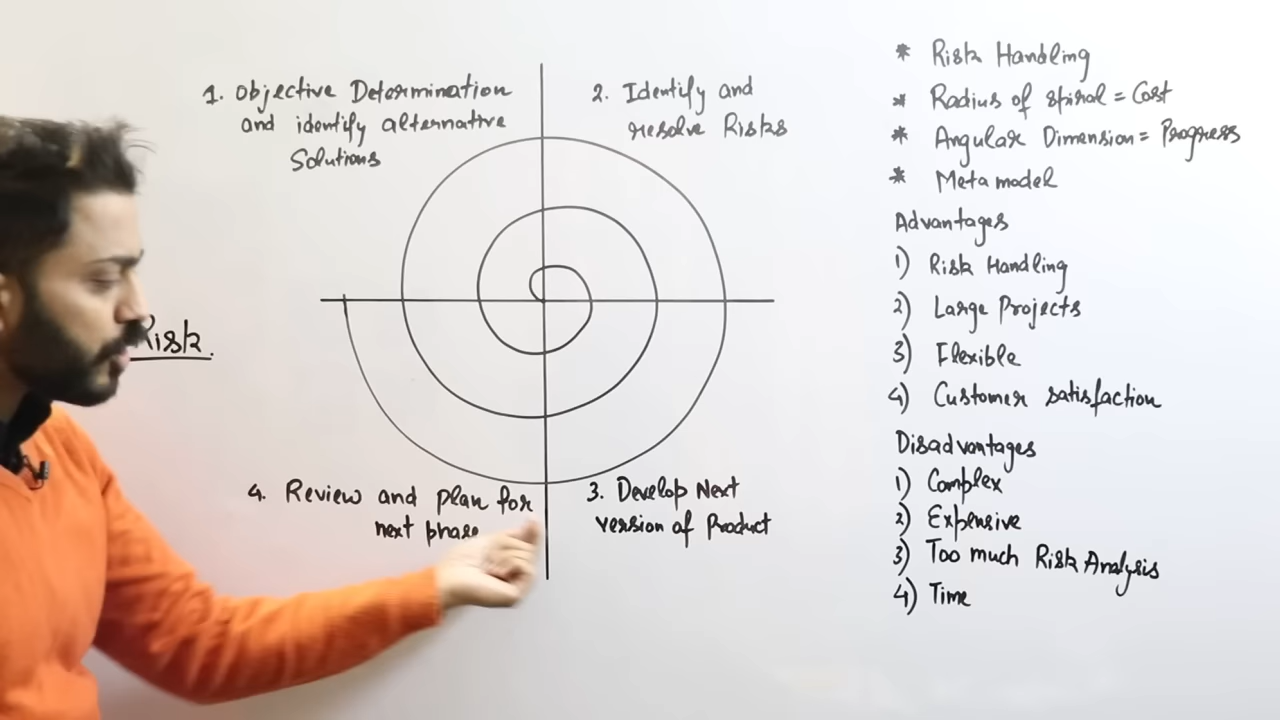 1. Objective Determination
and identify alternative
Solutions
2. Identify and
resolve Risks
Risk.
4. Review and plan for
next phase
3. Develop Next
version of Product
* Risk Handling
* Radius of spiral = Cost
* Angular Dimension = Progress
* Meta model
Advantages
1) Risk Handling
2) Large Projects
3) Flexible
4) Customer satisfaction
Disadvantages
1) Complex
2) Expensive
3) Too much Risk Analysis
4) Time